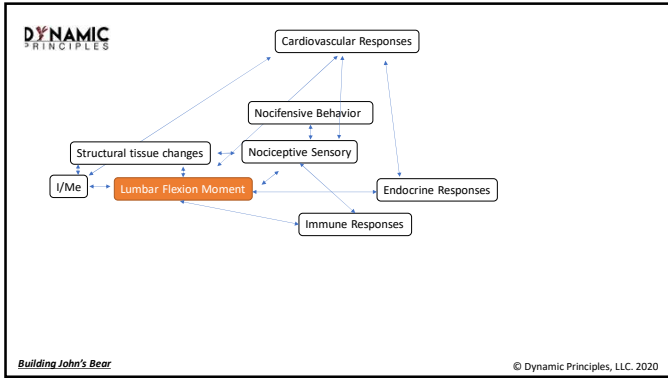 DYNAMIC
PRINCIPLES
Cardiovascular Responses
Nocifensive Behavior
Structural tissue changes
Nociceptive Sensory
I/Me
Lumbar Flexion Moment
Endocrine Responses
Immune Responses
Building John's Bear
© Dynamic Principles, LLC. 2020